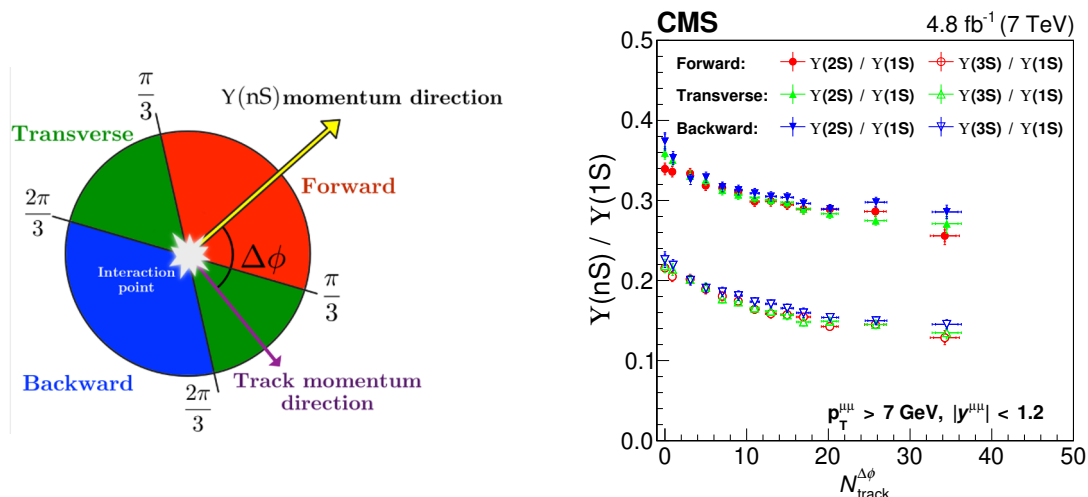 π
3
Υ(nS) momentum direction
Transverse
2π
3
Forward
Δϕ
Interaction
point
π
3
Backward
2π
3
Track momentum
direction
CMS 4.8 fb⁻¹ (7 TeV)
Forward: Υ(2S) / Υ(1S) Υ(3S) / Υ(1S)
Transverse: Υ(2S) / Υ(1S) Υ(3S) / Υ(1S)
Backward: Υ(2S) / Υ(1S) Υ(3S) / Υ(1S)
Υ(nS) / Υ(1S)
0.5
0.4
0.3
0.2
0.1
0.0
p_T^μμ > 7 GeV, |y^μμ| < 1.2
0 10 20 30 40 50
N_track^Δϕ